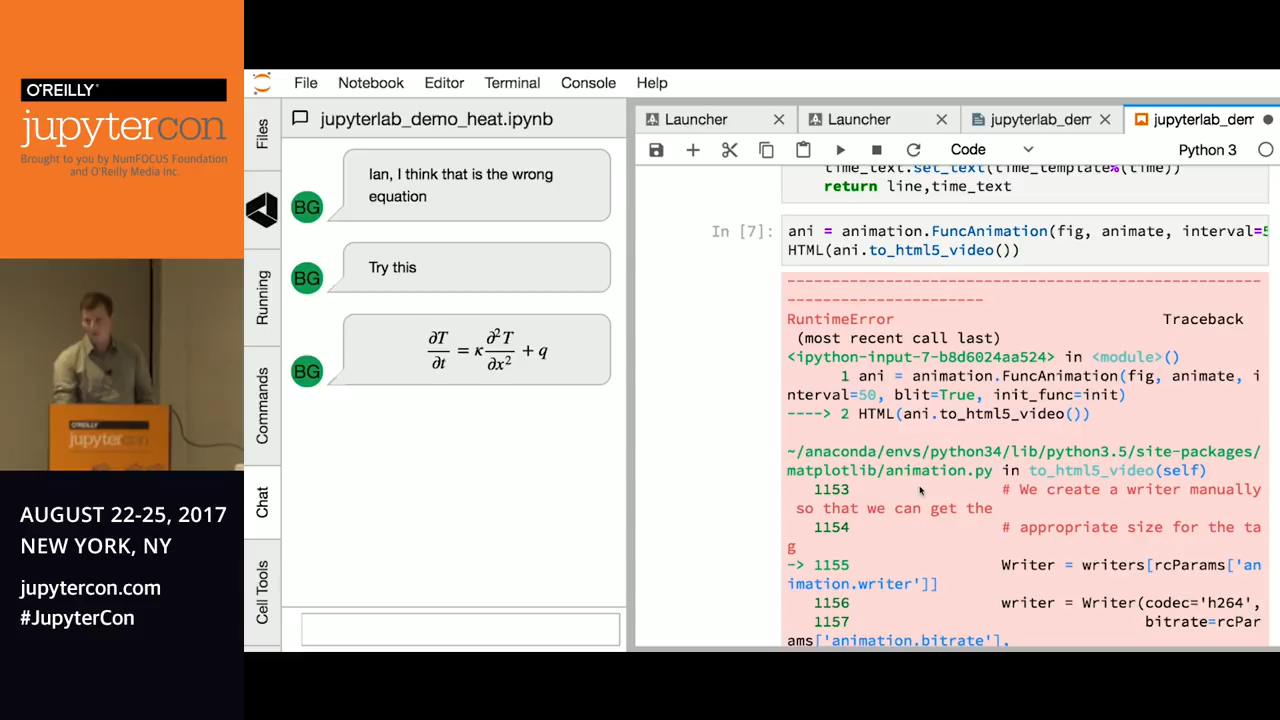 O'REILLY
jupytercon
Brought to you by NumFOCUS Foundation
and O'Reilly Media Inc.
O'REILLY
jupytercon
AUGUST 22-25, 2017
NEW YORK, NY
jupytercon.com
#JupyterCon
File Notebook Editor Terminal Console Help
Files
Running
Commands
Chat
Cell Tools
jupyterlab_demo_heat.ipynb
BG
Ian, I think that is the wrong
equation
BG
Try this
BG
∂T/∂t = κ ∂²T/∂x² + q
Launcher × Launcher × jupyterlab_dem × jupyterlab_dem
Code Python 3
time_text.set_text(time_template%(time))
return line,time_text
In [7]:
ani = animation.FuncAnimation(fig, animate, interval=5
HTML(ani.to_html5_video())
---------------------------------------------------------
-----------------------
RuntimeError Traceback
(most recent call last)
<ipython-input-7-b8d6024aa524> in <module>()
1 ani = animation.FuncAnimation(fig, animate, i
nterval=50, blit=True, init_func=init)
----> 2 HTML(ani.to_html5_video())
~/anaconda/envs/python34/lib/python3.5/site-packages/
matplotlib/animation.py in to_html5_video(self)
1153 # We create a writer manually
so that we can get the
1154 # appropriate size for the ta
g
-> 1155 Writer = writers[rcParams['an
imation.writer']]
1156 writer = Writer(codec='h264',
1157 bitrate=rcPar
ams['animation.bitrate'],